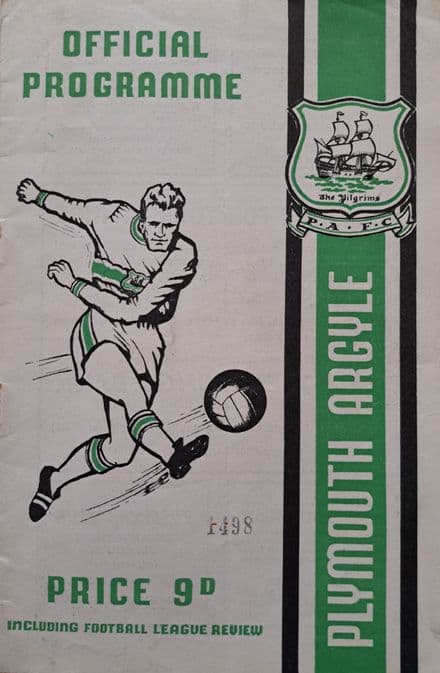 OFFICIAL
PROGRAMME
The Pilgrims
P. A. F. C.
PLYMOUTH ARGYLE
1498
PRICE 9D
INCLUDING FOOTBALL LEAGUE REVIEW